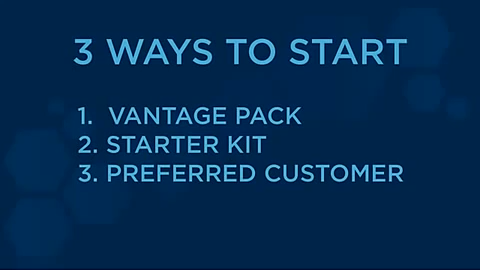 3 WAYS TO START
1. VANTAGE PACK
2. STARTER KIT
3. PREFERRED CUSTOMER